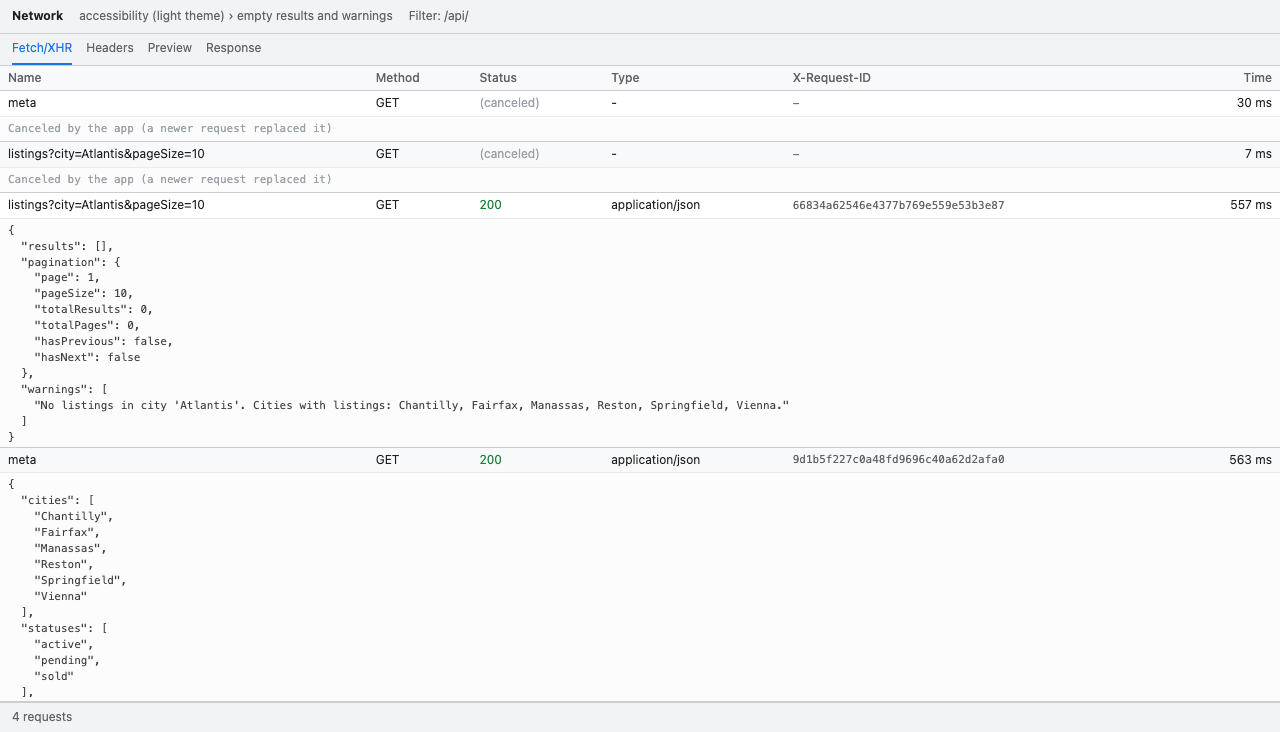 Network accessibility (light theme) › empty results and warnings Filter: /api/
Fetch/XHR Headers Preview Response
Name Method Status Type X-Request-ID Time
meta GET (canceled) - – 30 ms
Canceled by the app (a newer request replaced it)
listings?city=Atlantis&pageSize=10 GET (canceled) - – 7 ms
Canceled by the app (a newer request replaced it)
listings?city=Atlantis&pageSize=10 GET 200 application/json 66834a62546e4377b769e559e53b3e87 557 ms
{
  "results": [],
  "pagination": {
    "page": 1,
    "pageSize": 10,
    "totalResults": 0,
    "totalPages": 0,
    "hasPrevious": false,
    "hasNext": false
  },
  "warnings": [
    "No listings in city 'Atlantis'. Cities with listings: Chantilly, Fairfax, Manassas, Reston, Springfield, Vienna."
  ]
}
meta GET 200 application/json 9d1b5f227c0a48fd9696c40a62d2afa0 563 ms
{
  "cities": [
    "Chantilly",
    "Fairfax",
    "Manassas",
    "Reston",
    "Springfield",
    "Vienna"
  ],
  "statuses": [
    "active",
    "pending",
    "sold"
  ],
4 requests